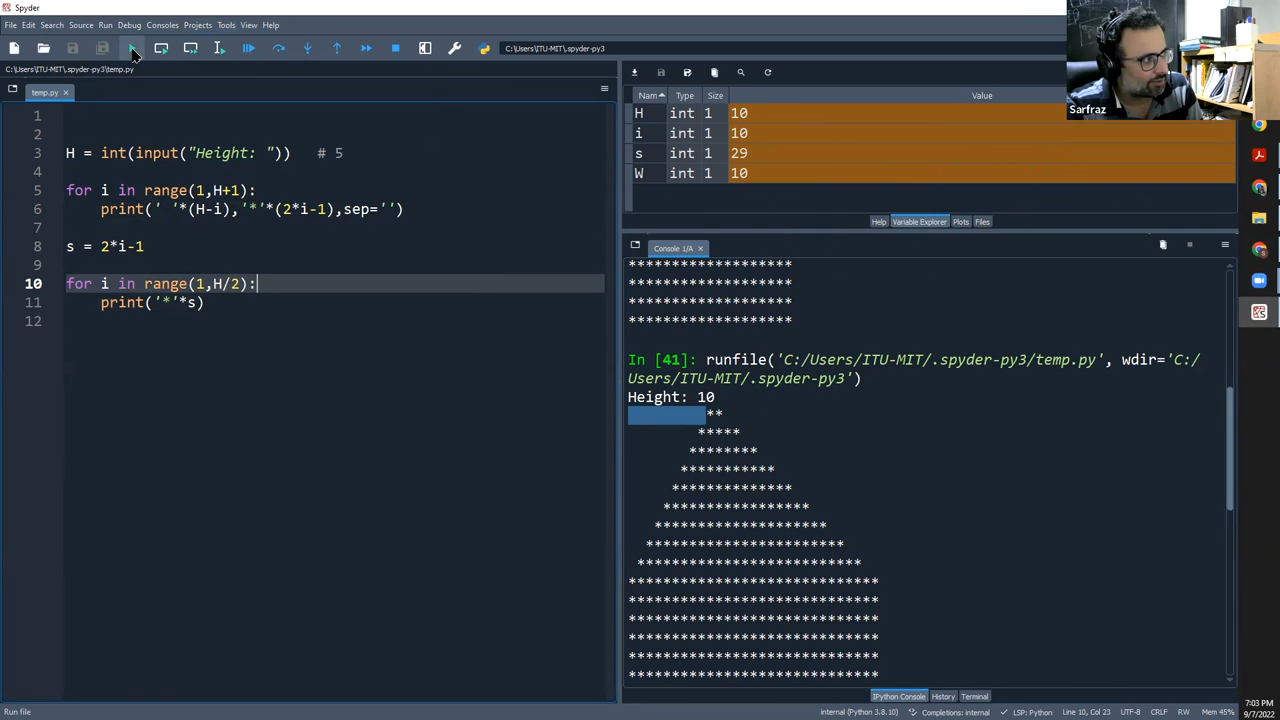 Spyder
File Edit Search Source Run Debug Consoles Projects Tools View Help
C:\Users\ITU-MIT\.spyder-py3
C:\Users\ITU-MIT\.spyder-py3\temp.py
temp.py
1
2
3 H = int(input("Height: ")) # 5
4
5 for i in range(1,H+1):
6 print(' '*(H-i),'*'*(2*i-1),sep='')
7
8 s = 2*i-1
9
10 for i in range(1,H/2):
11 print('*'*s)
12
Nam Type Size Value
H int 1 10
i int 1 10
s int 1 29
W int 1 10
Help Variable Explorer Plots Files
Console 1/A
*******************
*******************
*******************
*******************
In [41]: runfile('C:/Users/ITU-MIT/.spyder-py3/temp.py', wdir='C:/
Users/ITU-MIT/.spyder-py3')
Height: 10
**
*****
********
***********
**************
*****************
********************
***********************
**************************
*****************************
*****************************
*****************************
*****************************
*****************************
*****************************
IPython Console History Terminal
Sarfraz
Run file
internal (Python 3.8.10) Completions: internal LSP: Python Line 10, Col 23 UTF-8 CRLF RW Mem 45%
7:03 PM
9/7/2022